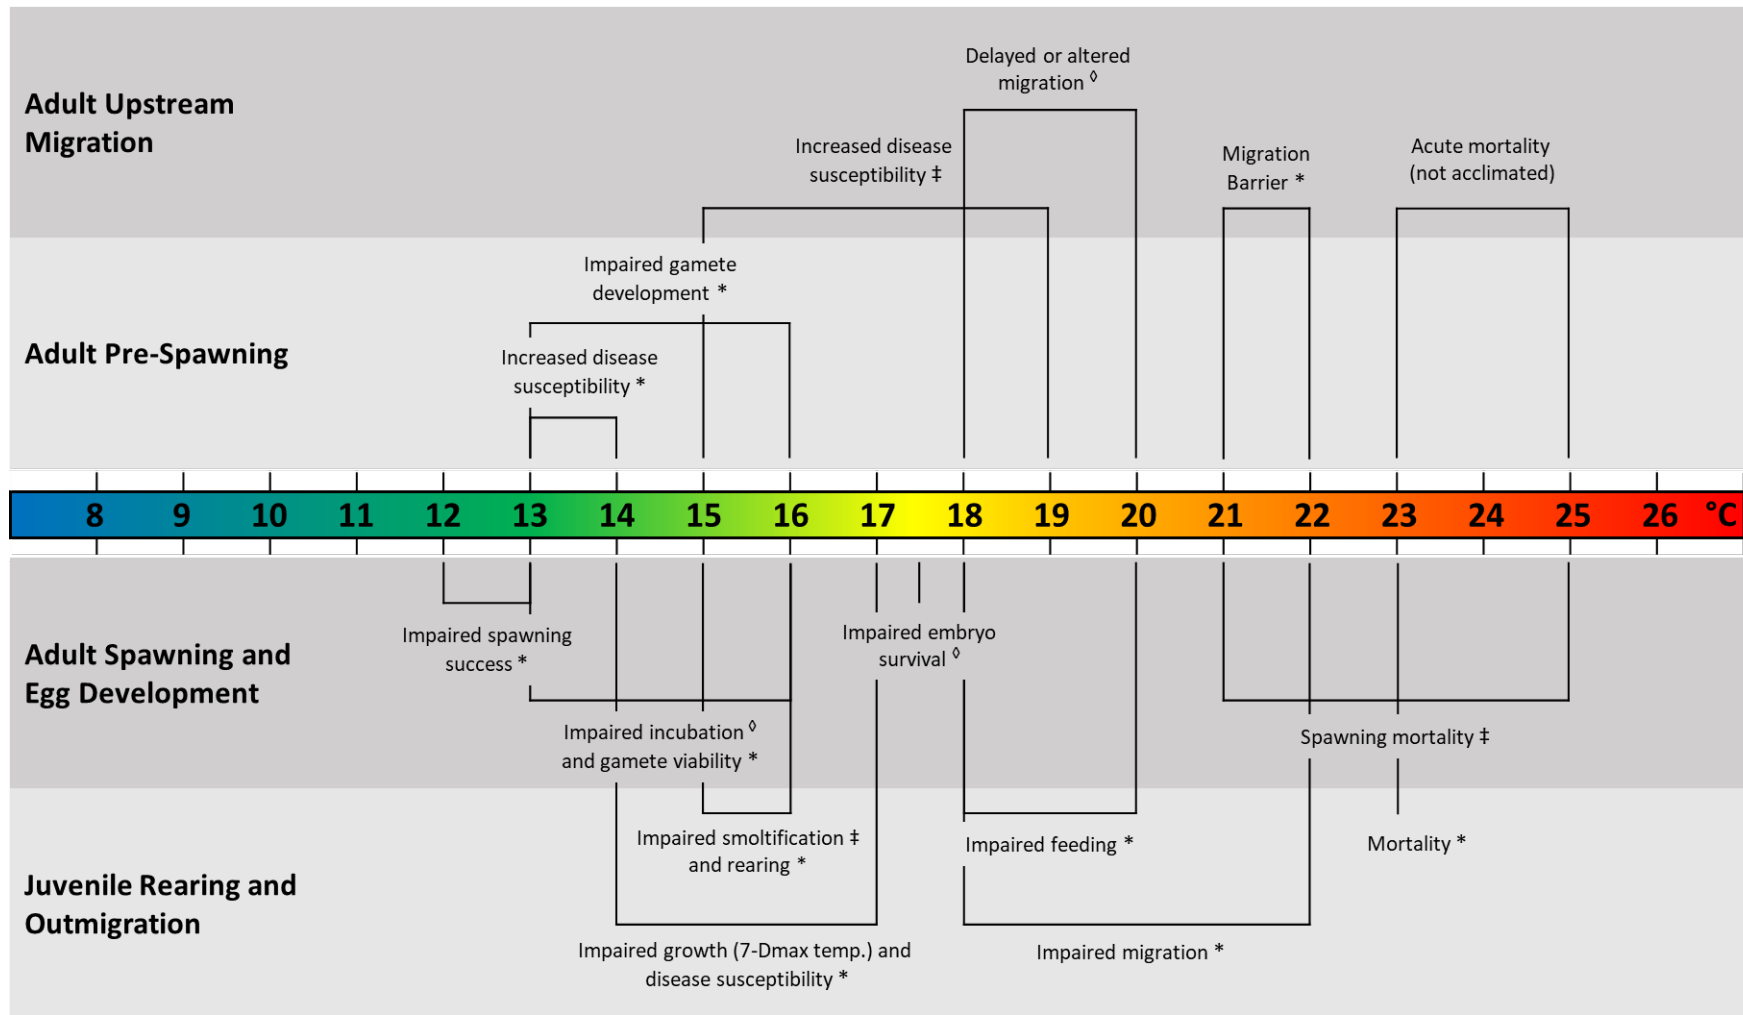 Delayed or altered
migration ◊
Adult Upstream
Migration
Increased disease
susceptibility ‡
Migration
Barrier *
Acute mortality
(not acclimated)
Impaired gamete
development *
Adult Pre-Spawning
Increased disease
susceptibility *
8 9 10 11 12 13 14 15 16 17 18 19 20 21 22 23 24 25 26 °C
Adult Spawning and
Egg Development
Impaired spawning
success *
Impaired embryo
survival ◊
Impaired incubation ◊
and gamete viability *
Spawning mortality ‡
Juvenile Rearing and
Outmigration
Impaired smoltification ‡
and rearing *
Impaired feeding *
Mortality *
Impaired growth (7-Dmax temp.) and
disease susceptibility *
Impaired migration *